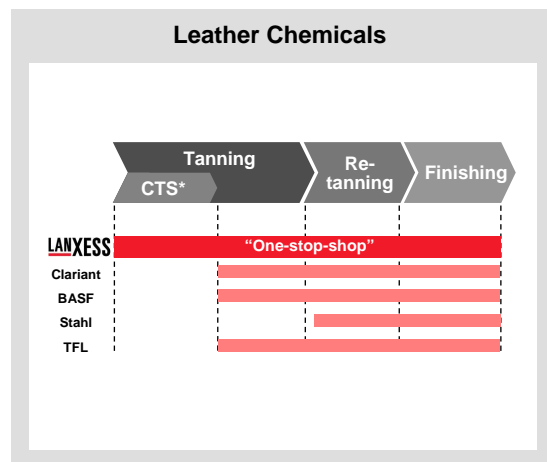 Leather Chemicals
Tanning
CTS*
Re-
tanning
Finishing
LANXESS
“One-stop-shop”
Clariant
BASF
Stahl
TFL